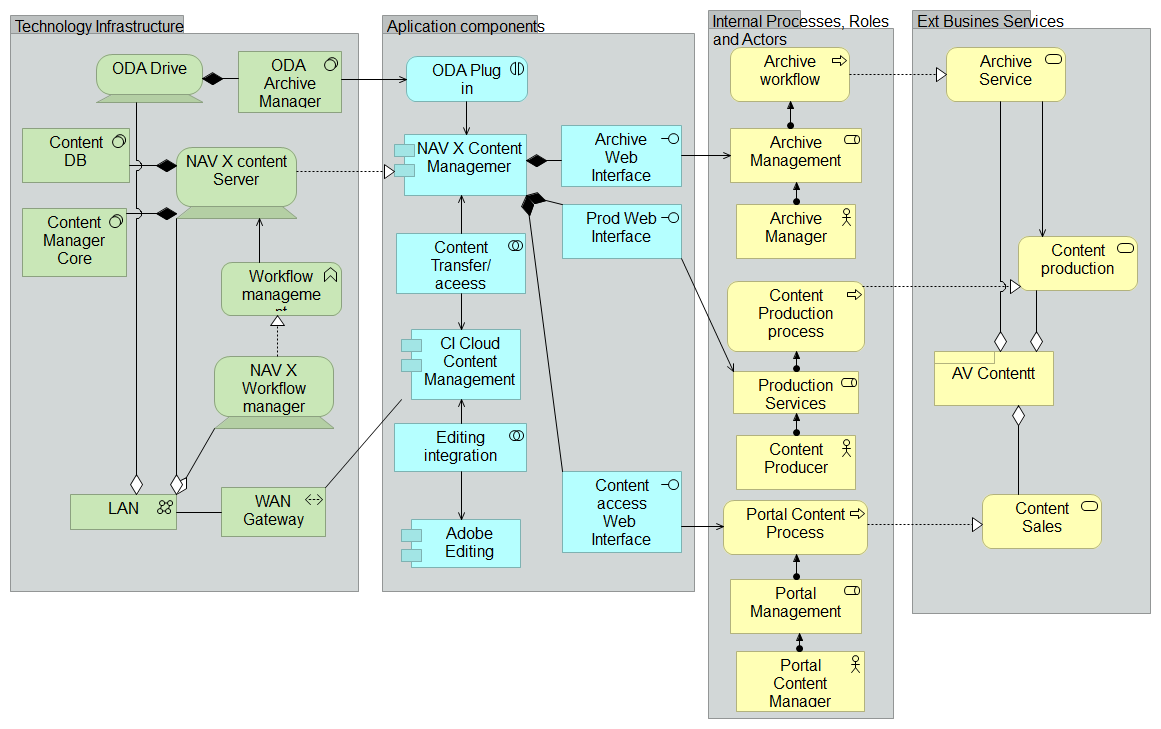 Technology Infrastructure
ODA Drive
ODA
Archive
Manager
Content
DB
NAV X content
Server
Content
Manager
Core
Workflow
manageme
NAV X
Workflow
manager
LAN
WAN
Gateway
Aplication components
ODA Plug
in
NAV X Content
Managemer
Archive
Web
Interface
Prod Web
Interface
Content
Transfer/
aceess
CI Cloud
Content
Management
Editing
integration
Content
access
Web
Interface
Adobe
Editing
Internal Processes, Roles
and Actors
Archive
workflow
Archive
Management
Archive
Manager
Content
Production
process
Production
Services
Content
Producer
Portal Content
Process
Portal
Management
Portal
Content
Manager
Ext Busines Services
Archive
Service
Content
production
AV Contentt
Content
Sales